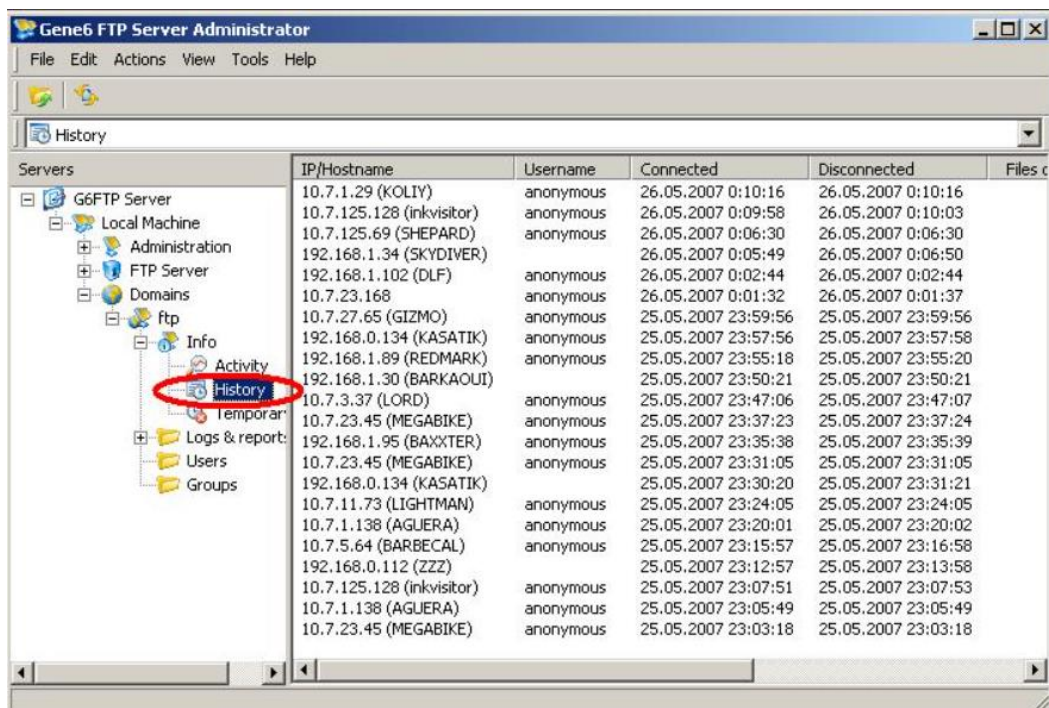 Gene6 FTP Server Administrator
File Edit Actions View Tools Help
History
Servers
G6FTP Server
Local Machine
Administration
FTP Server
Domains
ftp
Info
Activity
History
Temporar
Logs & report
Users
Groups
IP/Hostname Username Connected Disconnected Files
10.7.1.29 (KOLIY) anonymous 26.05.2007 0:10:16 26.05.2007 0:10:16
10.7.125.128 (inkvisitor) anonymous 26.05.2007 0:09:58 26.05.2007 0:10:03
10.7.125.69 (SHEPARD) anonymous 26.05.2007 0:06:30 26.05.2007 0:06:30
192.168.1.34 (SKYDIVER) 26.05.2007 0:05:49 26.05.2007 0:06:50
192.168.1.102 (DLF) anonymous 26.05.2007 0:02:44 26.05.2007 0:02:44
10.7.23.168 anonymous 26.05.2007 0:01:32 26.05.2007 0:01:37
10.7.27.65 (GIZMO) anonymous 25.05.2007 23:59:56 25.05.2007 23:59:56
192.168.0.134 (KASATIK) anonymous 25.05.2007 23:57:56 25.05.2007 23:57:58
192.168.1.89 (REDMARK) anonymous 25.05.2007 23:55:18 25.05.2007 23:55:20
192.168.1.30 (BARKAOUI) 25.05.2007 23:50:21 25.05.2007 23:50:21
10.7.3.37 (LORD) anonymous 25.05.2007 23:47:06 25.05.2007 23:47:07
10.7.23.45 (MEGABIKE) anonymous 25.05.2007 23:37:23 25.05.2007 23:37:24
192.168.1.95 (BAXXTER) anonymous 25.05.2007 23:35:38 25.05.2007 23:35:39
10.7.23.45 (MEGABIKE) anonymous 25.05.2007 23:31:05 25.05.2007 23:31:05
192.168.0.134 (KASATIK) 25.05.2007 23:30:20 25.05.2007 23:31:21
10.7.11.73 (LIGHTMAN) anonymous 25.05.2007 23:24:05 25.05.2007 23:24:05
10.7.1.138 (AGUERA) anonymous 25.05.2007 23:20:01 25.05.2007 23:20:02
10.7.5.64 (BARBECAL) anonymous 25.05.2007 23:15:57 25.05.2007 23:16:58
192.168.0.112 (ZZZ) 25.05.2007 23:12:57 25.05.2007 23:13:58
10.7.125.128 (inkvisitor) anonymous 25.05.2007 23:07:51 25.05.2007 23:07:53
10.7.1.138 (AGUERA) anonymous 25.05.2007 23:05:49 25.05.2007 23:05:49
10.7.23.45 (MEGABIKE) anonymous 25.05.2007 23:03:18 25.05.2007 23:03:18